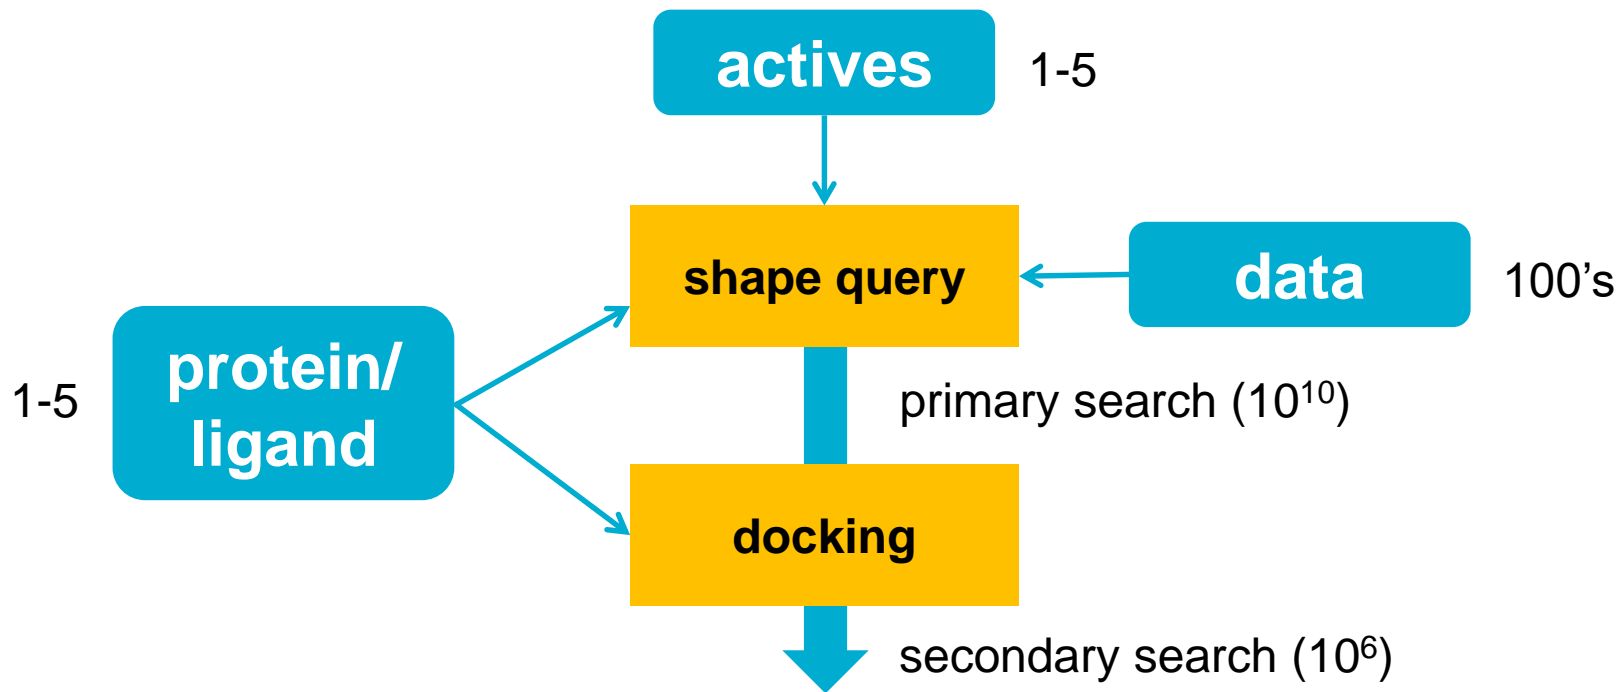 actives
1-5
shape query
data
100’s
protein/
ligand
1-5
primary search (10¹⁰)
docking
secondary search (10⁶)